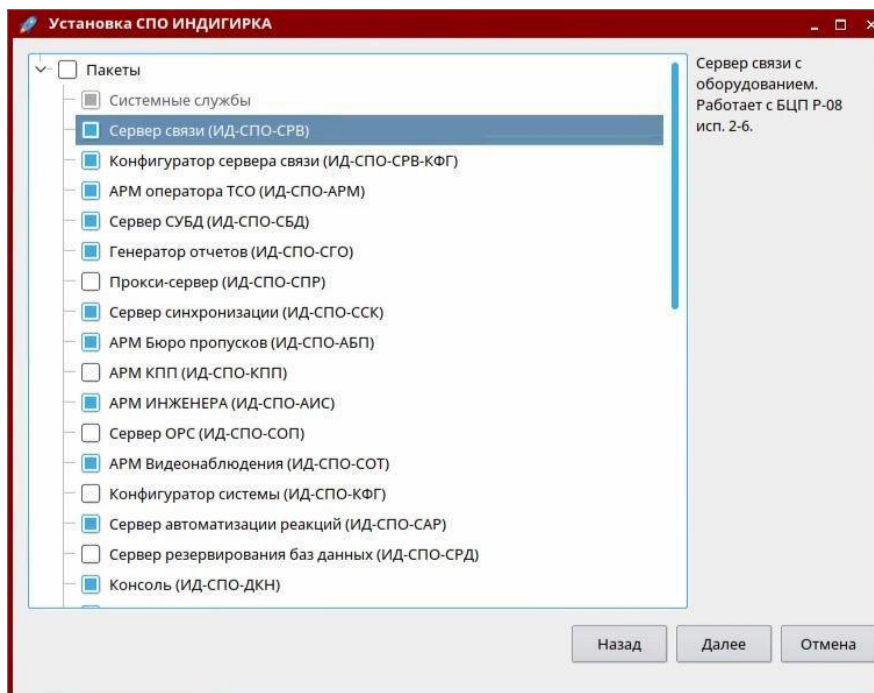 Установка СПО ИНДИГИРКА
Пакеты
Системные службы
Сервер связи (ИД-СПО-СРВ)
Конфигуратор сервера связи (ИД-СПО-СРВ-КФГ)
АРМ оператора ТСО (ИД-СПО-АРМ)
Сервер СУБД (ИД-СПО-СБД)
Генератор отчетов (ИД-СПО-СГО)
Прокси-сервер (ИД-СПО-СПР)
Сервер синхронизации (ИД-СПО-ССК)
АРМ Бюро пропусков (ИД-СПО-АБП)
АРМ КПП (ИД-СПО-КПП)
АРМ ИНЖЕНЕРА (ИД-СПО-АИС)
Сервер ОРС (ИД-СПО-СОП)
АРМ Видеонаблюдения (ИД-СПО-СОТ)
Конфигуратор системы (ИД-СПО-КФГ)
Сервер автоматизации реакций (ИД-СПО-САР)
Сервер резервирования баз данных (ИД-СПО-СРД)
Консоль (ИД-СПО-ДКН)
Сервер связи с
оборудованием.
Работает с БЦП Р-08
исп. 2-6.
Назад
Далее
Отмена